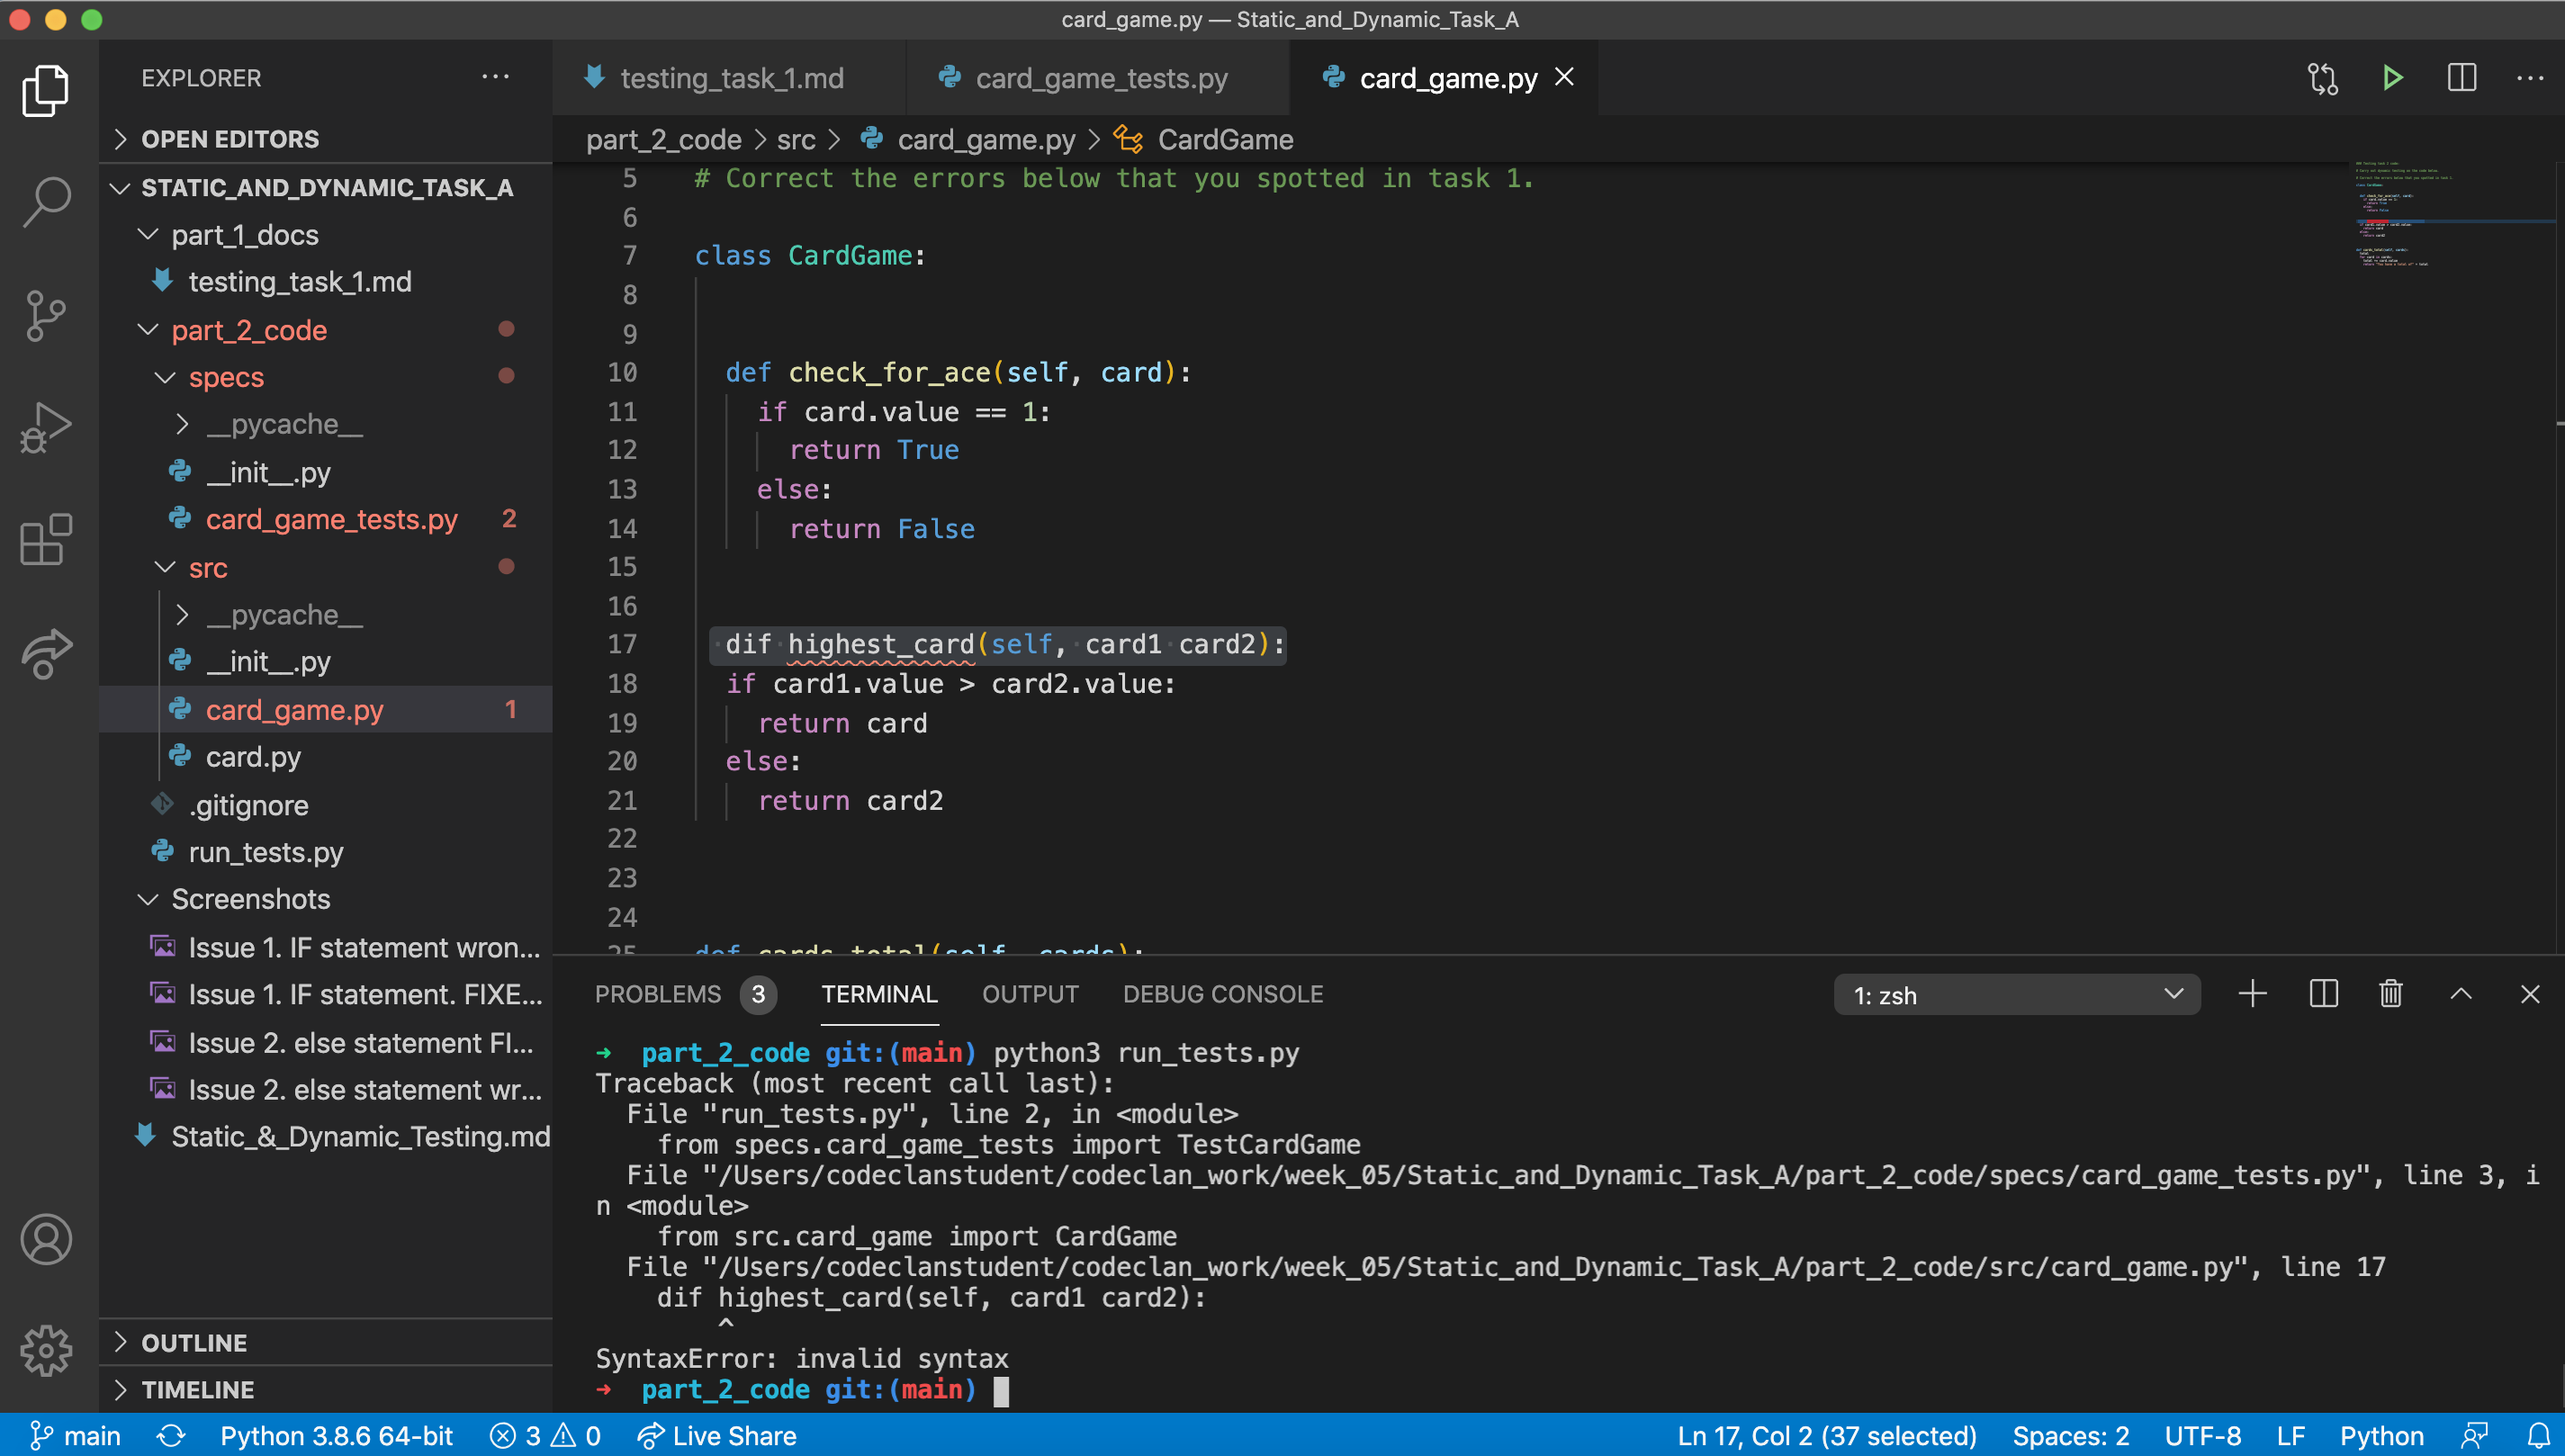 card_game.py — Static_and_Dynamic_Task_A
EXPLORER
OPEN EDITORS
STATIC_AND_DYNAMIC_TASK_A
part_1_docs
testing_task_1.md
part_2_code
specs
__pycache__
__init__.py
card_game_tests.py 2
src
__pycache__
__init__.py
card_game.py 1
card.py
.gitignore
run_tests.py
Screenshots
Issue 1. IF statement wron...
Issue 1. IF statement. FIXE...
Issue 2. else statement FI...
Issue 2. else statement wr...
Static_&_Dynamic_Testing.md
OUTLINE
TIMELINE
testing_task_1.md card_game_tests.py card_game.py
part_2_code > src > card_game.py > CardGame
5 # Correct the errors below that you spotted in task 1.
6
7 class CardGame:
8
9
10 def check_for_ace(self, card):
11 if card.value == 1:
12 return True
13 else:
14 return False
15
16
17 dif highest_card(self, card1 card2):
18 if card1.value > card2.value:
19 return card
20 else:
21 return card2
22
23
24
25 def cards_total(self, cards):
PROBLEMS 3 TERMINAL OUTPUT DEBUG CONSOLE 1: zsh
➜ part_2_code git:(main) python3 run_tests.py
Traceback (most recent call last):
File "run_tests.py", line 2, in <module>
from specs.card_game_tests import TestCardGame
File "/Users/codeclanstudent/codeclan_work/week_05/Static_and_Dynamic_Task_A/part_2_code/specs/card_game_tests.py", line 3, i
n <module>
from src.card_game import CardGame
File "/Users/codeclanstudent/codeclan_work/week_05/Static_and_Dynamic_Task_A/part_2_code/src/card_game.py", line 17
dif highest_card(self, card1 card2):
^
SyntaxError: invalid syntax
➜ part_2_code git:(main)
main Python 3.8.6 64-bit 3 0 Live Share Ln 17, Col 2 (37 selected) Spaces: 2 UTF-8 LF Python